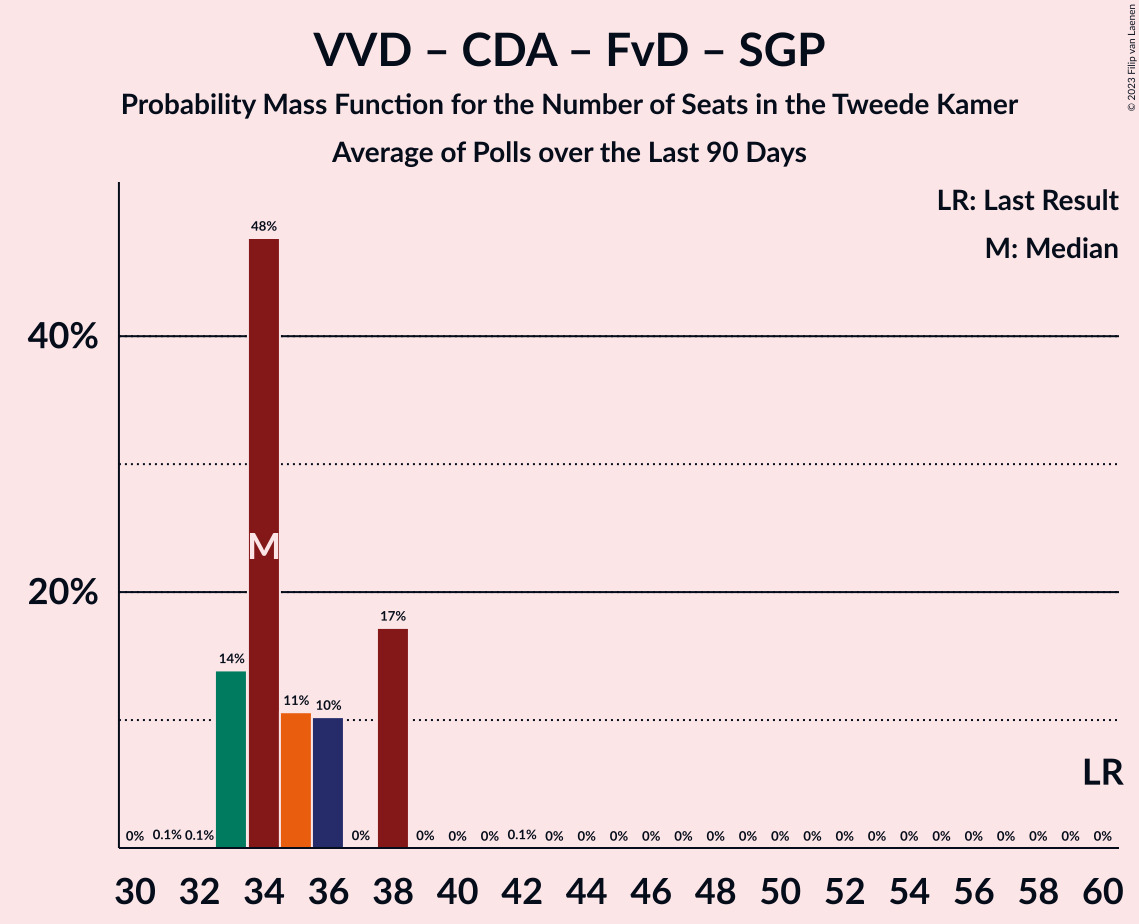 VVD – CDA – FvD – SGP
Probability Mass Function for the Number of Seats in the Tweede Kamer
Average of Polls over the Last 90 Days
© 2023 Filip van Laenen
LR: Last Result
M: Median
48%
40%
M
20%
17%
14%
11%
10%
LR
0% 0.1% 0.1% 0% 0% 0% 0% 0.1% 0% 0% 0% 0% 0% 0% 0% 0% 0% 0% 0% 0% 0% 0% 0% 0% 0% 0%
30 32 34 36 38 40 42 44 46 48 50 52 54 56 58 60